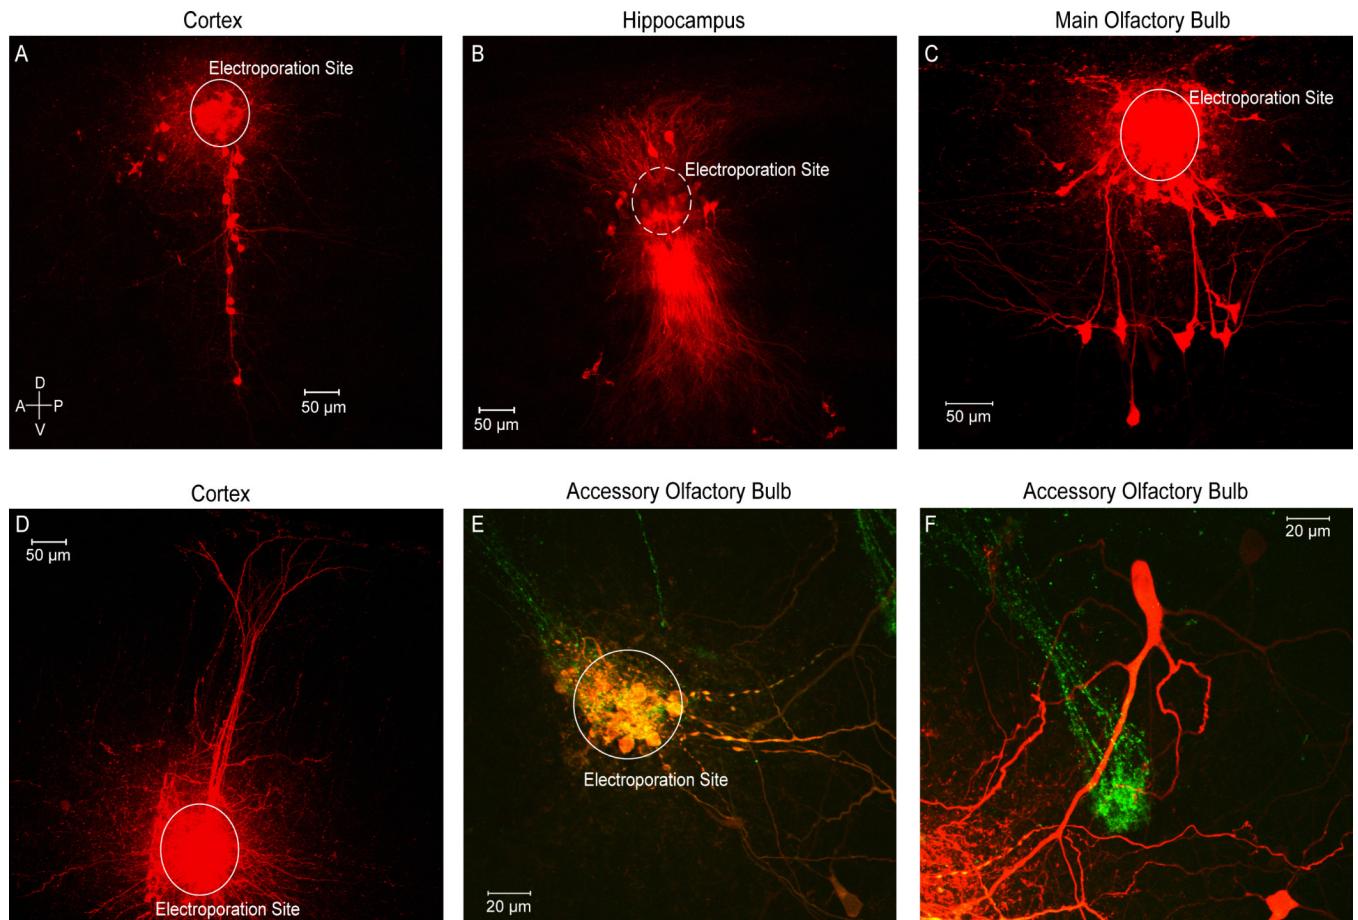 Cortex
Hippocampus
Main Olfactory Bulb
A
Electroporation Site
D
A P
V
50 µm
B
Electroporation Site
50 µm
C
Electroporation Site
50 µm
Cortex
Accessory Olfactory Bulb
Accessory Olfactory Bulb
D
50 µm
Electroporation Site
E
Electroporation Site
20 µm
F
20 µm